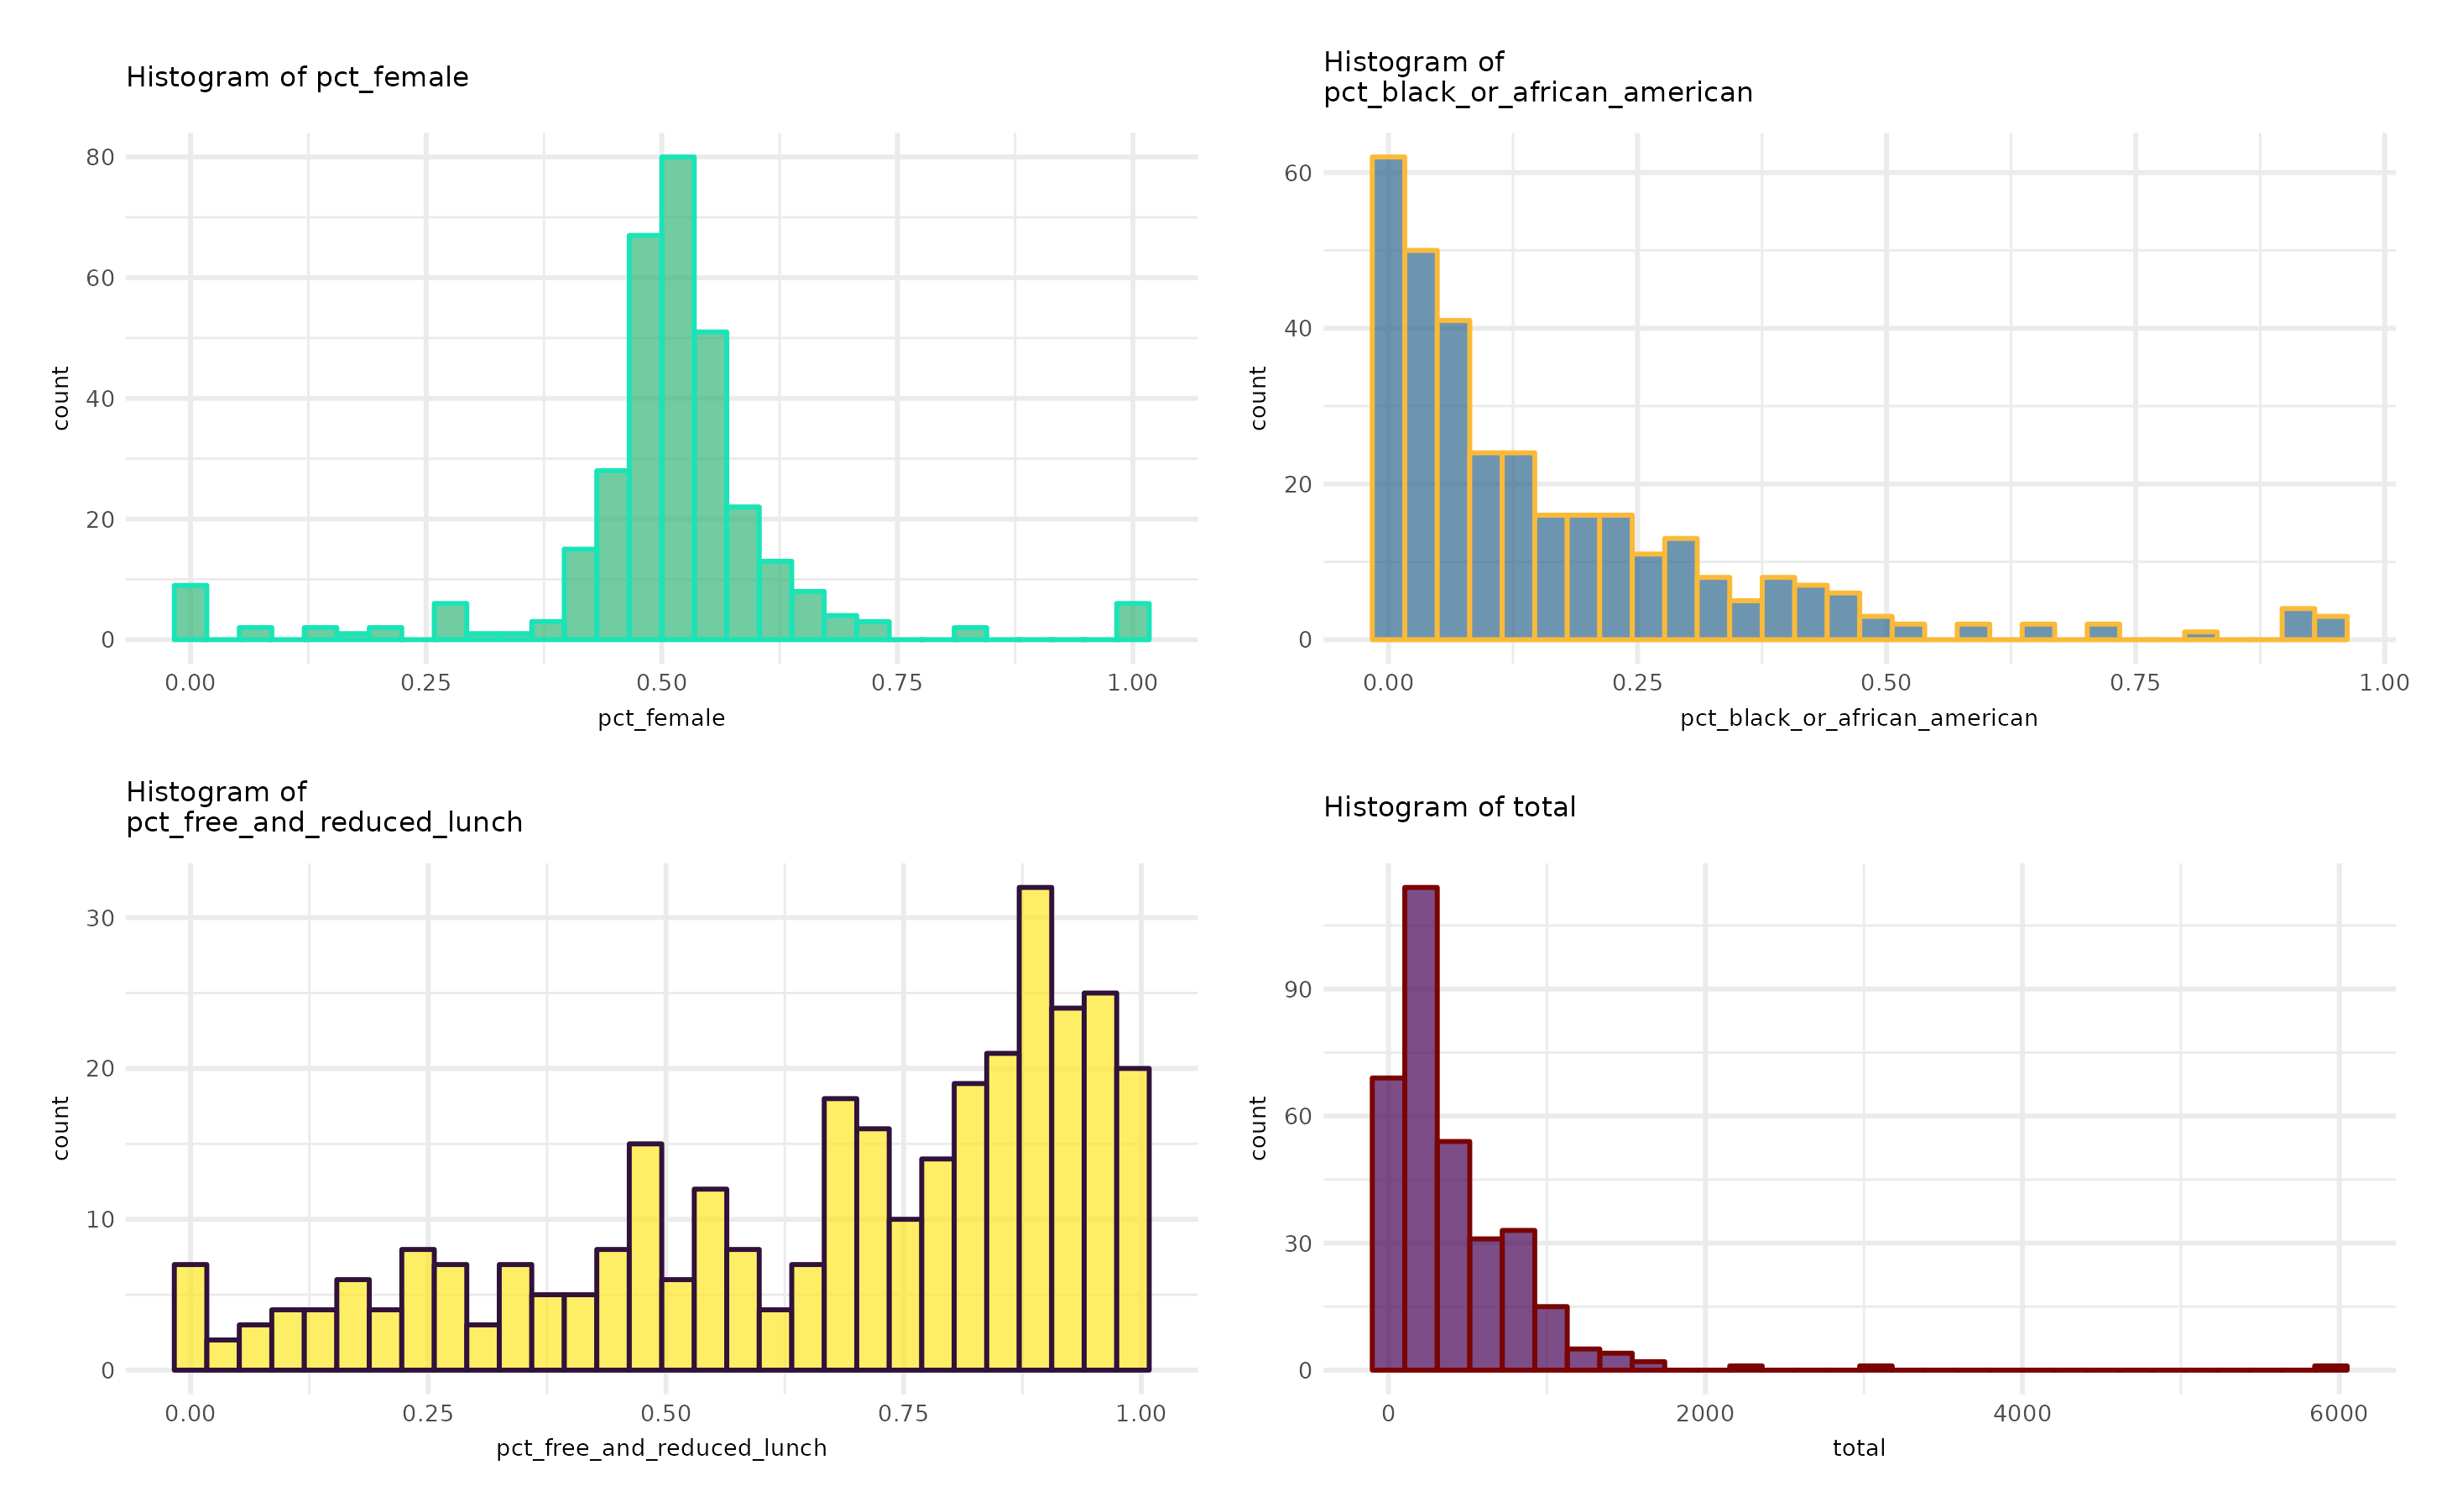 Histogram of pct_female
80
60
40
20
0
count
0.00 0.25 0.50 0.75 1.00
pct_female
Histogram of
pct_black_or_african_american
60
40
20
0
count
0.00 0.25 0.50 0.75 1.00
pct_black_or_african_american
Histogram of
pct_free_and_reduced_lunch
30
20
10
0
count
0.00 0.25 0.50 0.75 1.00
pct_free_and_reduced_lunch
Histogram of total
90
60
30
0
count
0 2000 4000 6000
total